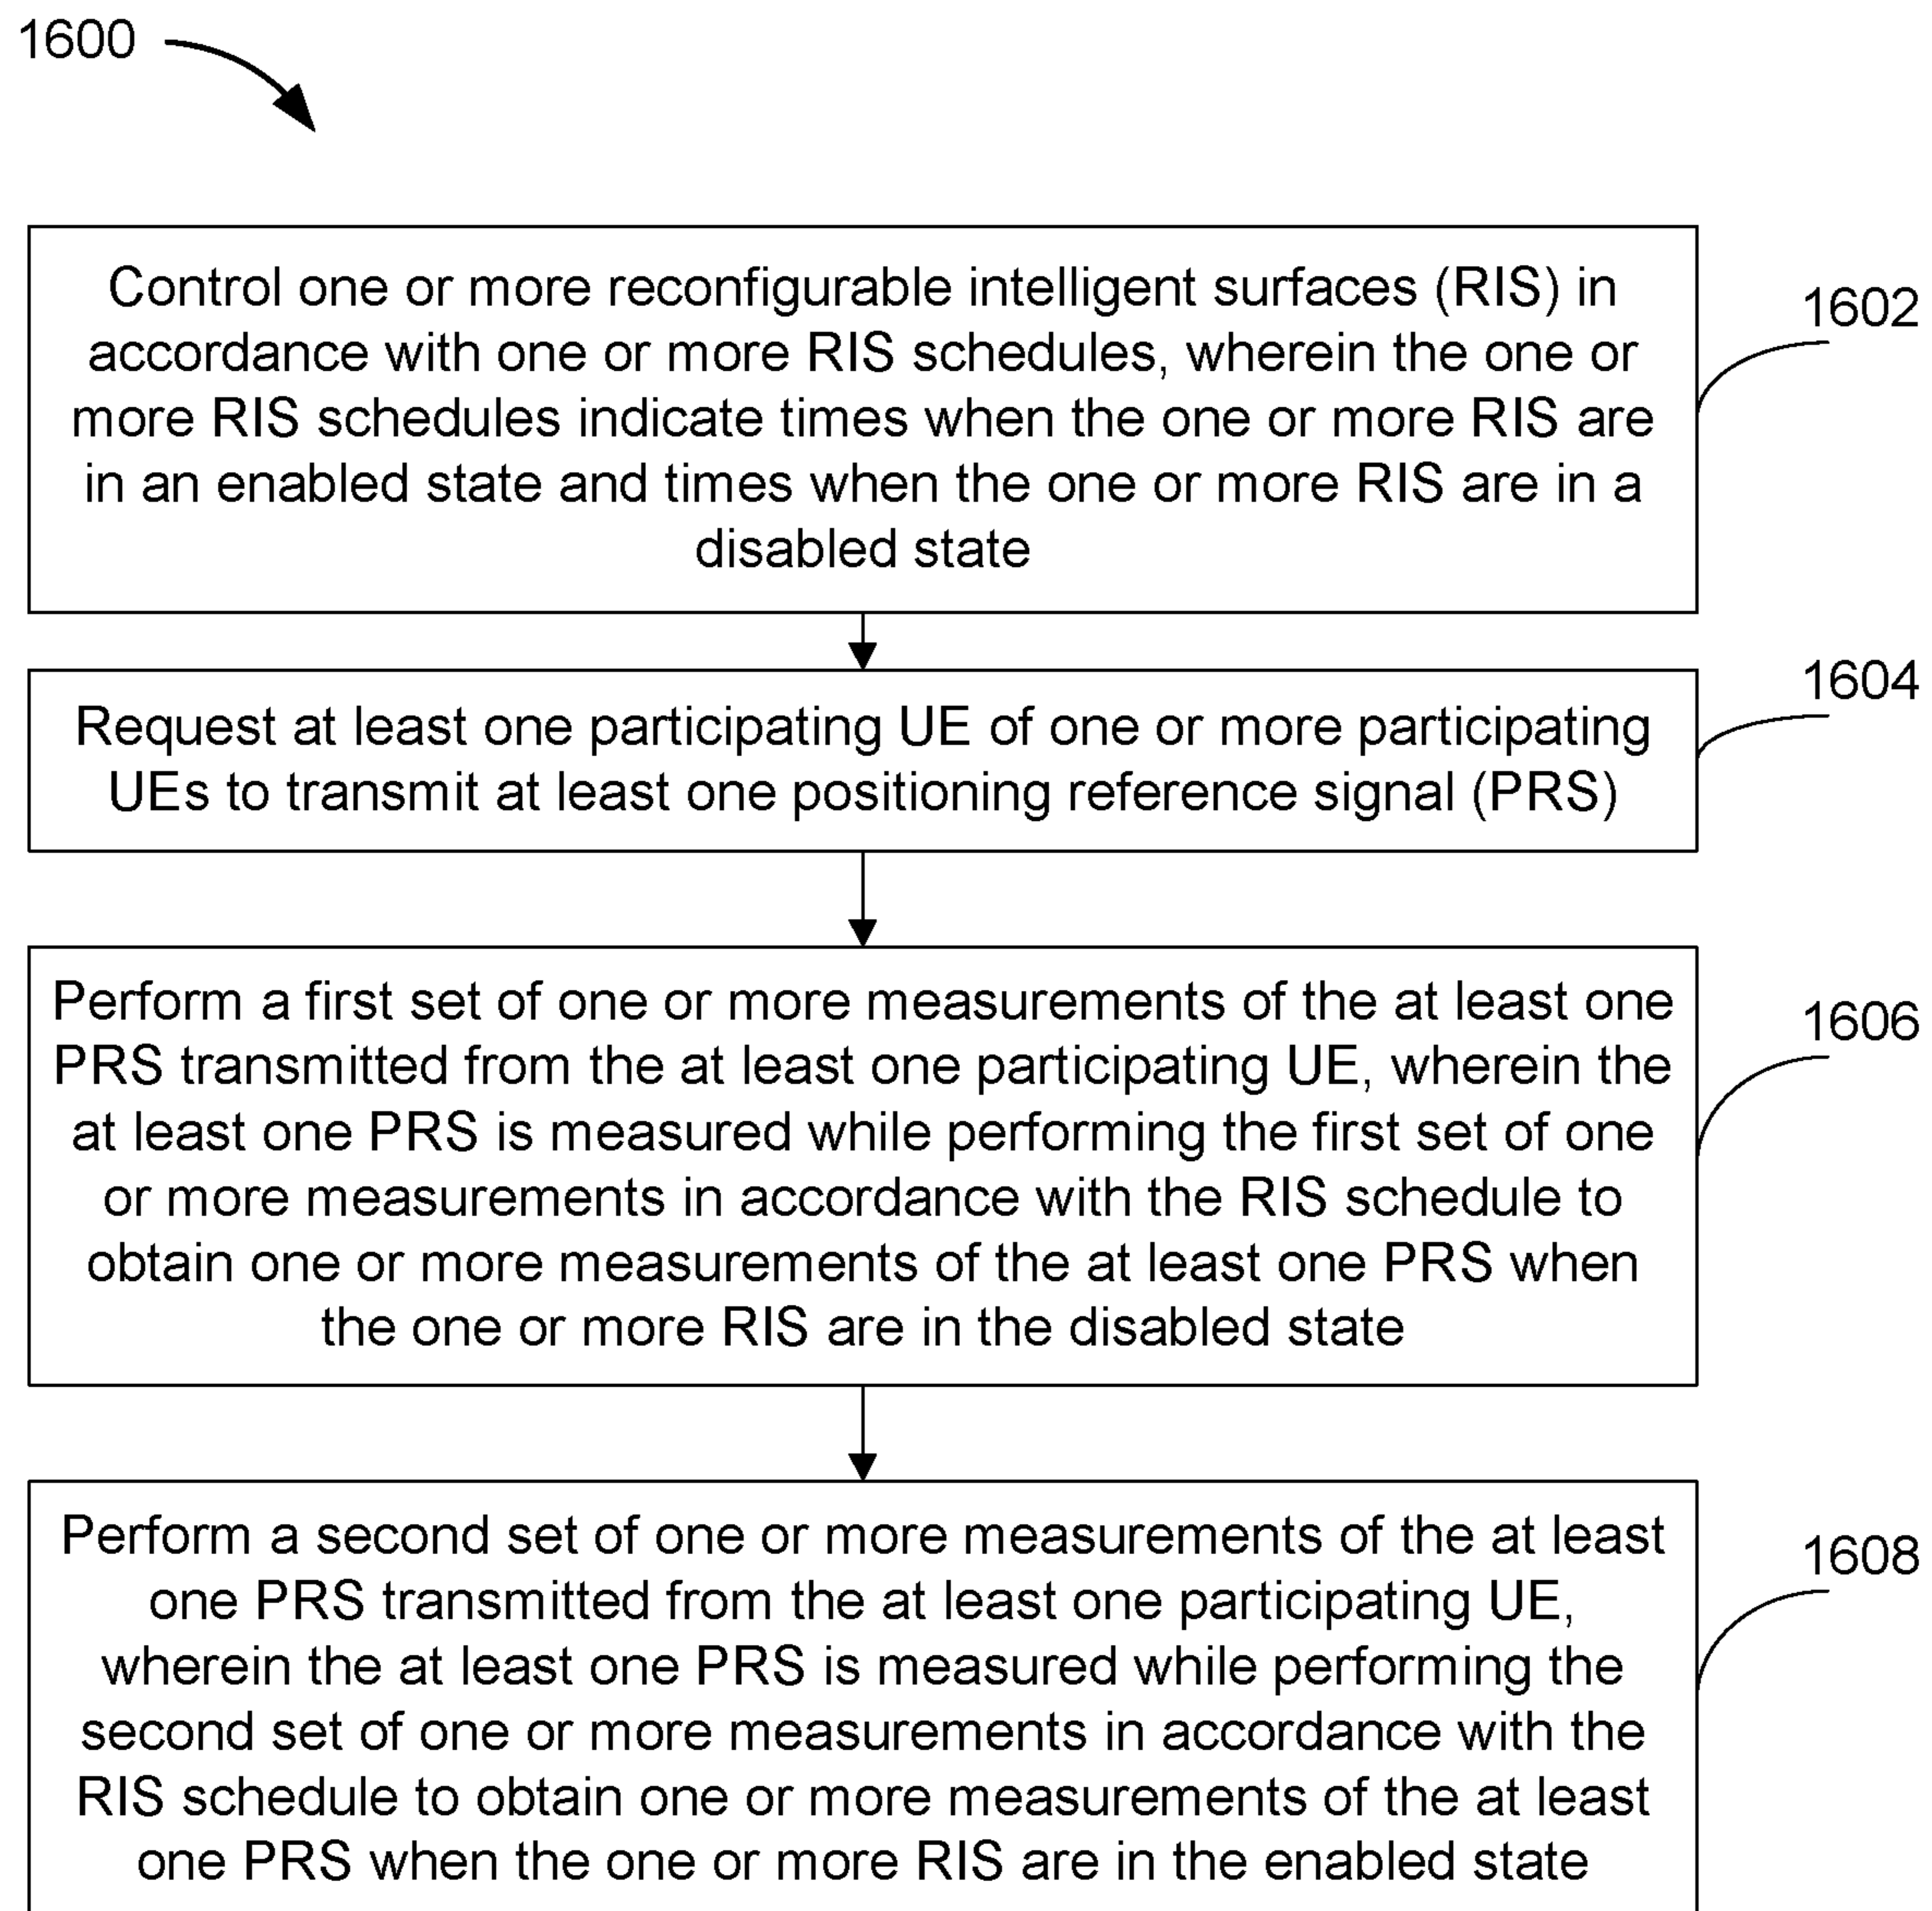 1600
Control one or more reconfigurable intelligent surfaces (RIS) in
accordance with one or more RIS schedules, wherein the one or
more RIS schedules indicate times when the one or more RIS are
in an enabled state and times when the one or more RIS are in a
disabled state
1602
Request at least one participating UE of one or more participating
UEs to transmit at least one positioning reference signal (PRS)
1604
Perform a first set of one or more measurements of the at least one
PRS transmitted from the at least one participating UE, wherein the
at least one PRS is measured while performing the first set of one
or more measurements in accordance with the RIS schedule to
obtain one or more measurements of the at least one PRS when
the one or more RIS are in the disabled state
1606
Perform a second set of one or more measurements of the at least
one PRS transmitted from the at least one participating UE,
wherein the at least one PRS is measured while performing the
second set of one or more measurements in accordance with the
RIS schedule to obtain one or more measurements of the at least
one PRS when the one or more RIS are in the enabled state
1608